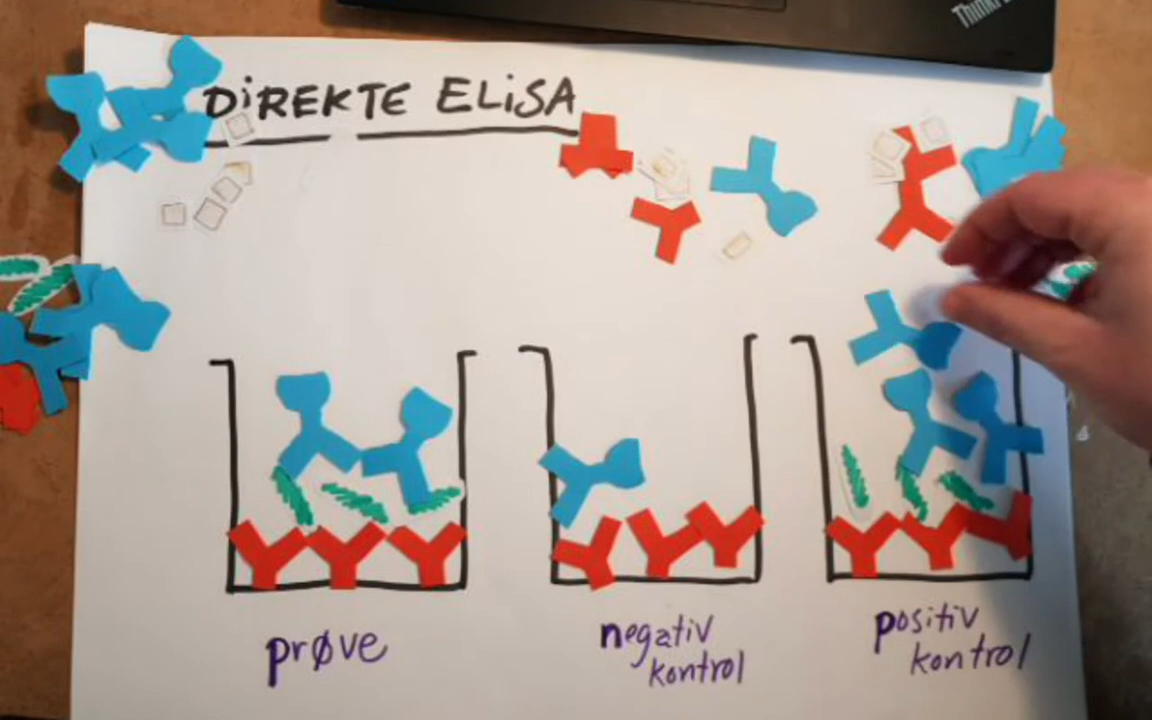 DiREKTE ELiSA
prøve
negativ
kontrol
positiv
kontrol